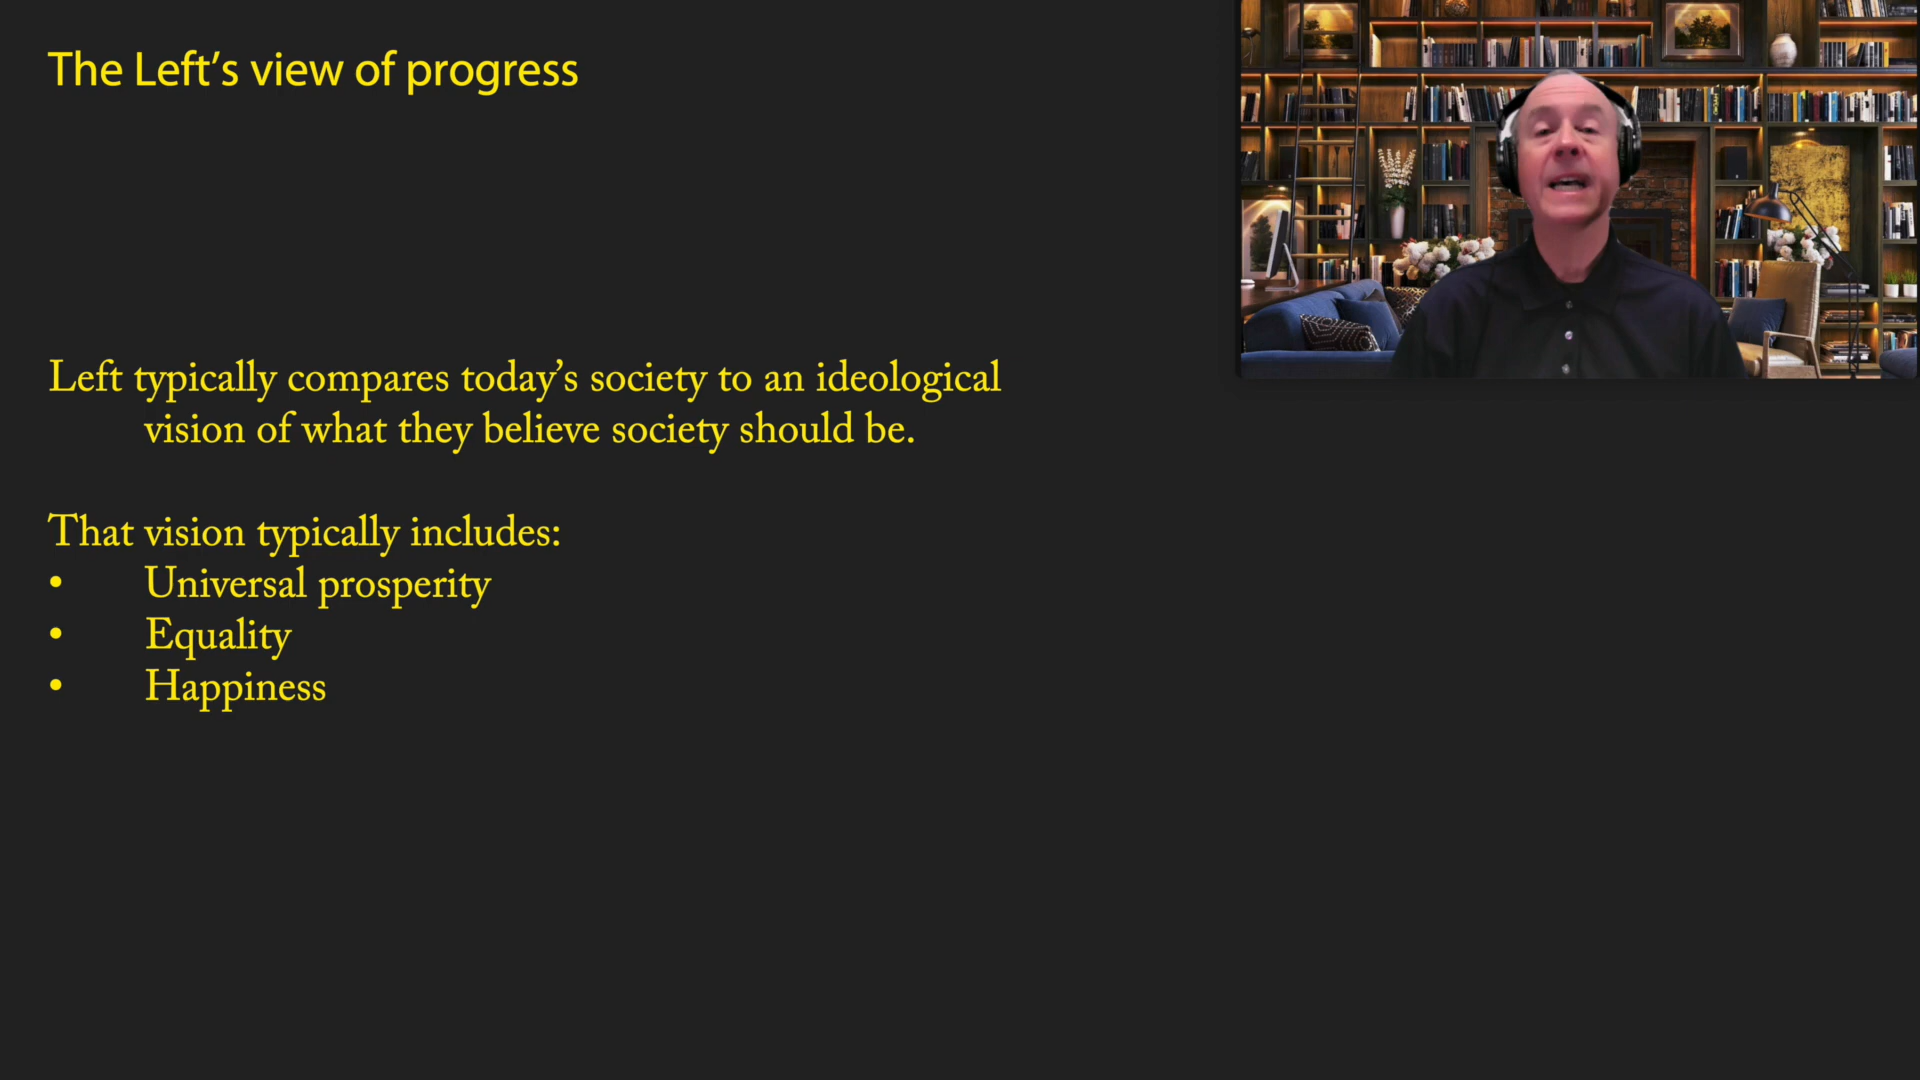 The Left’s view of progress
Left typically compares today’s society to an ideological
vision of what they believe society should be.
That vision typically includes:
• Universal prosperity
• Equality
• Happiness